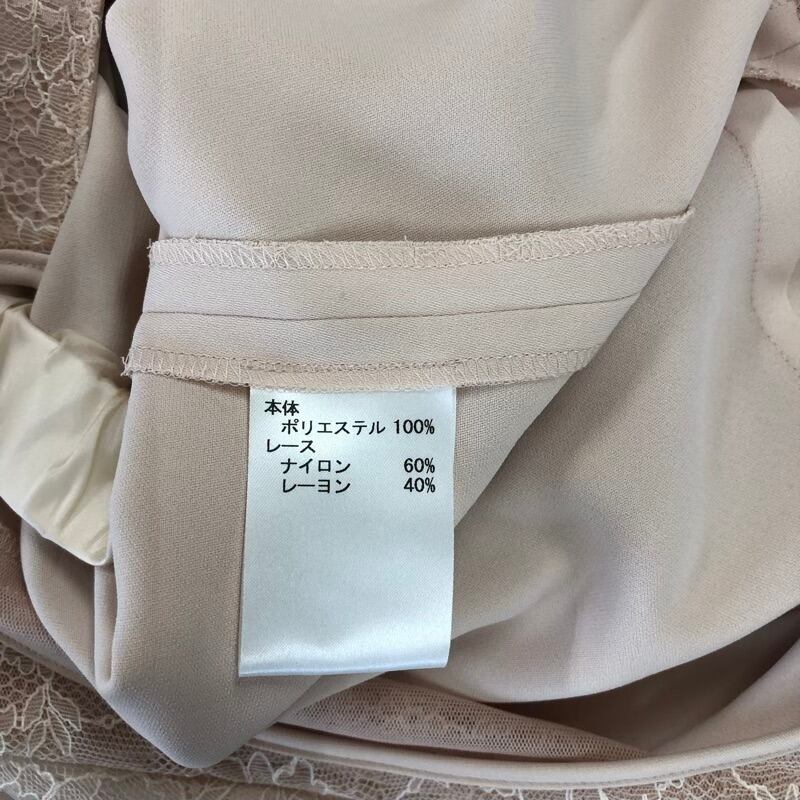 本体
ポリエステル 100%
レース
ナイロン 60%
レーヨン 40%